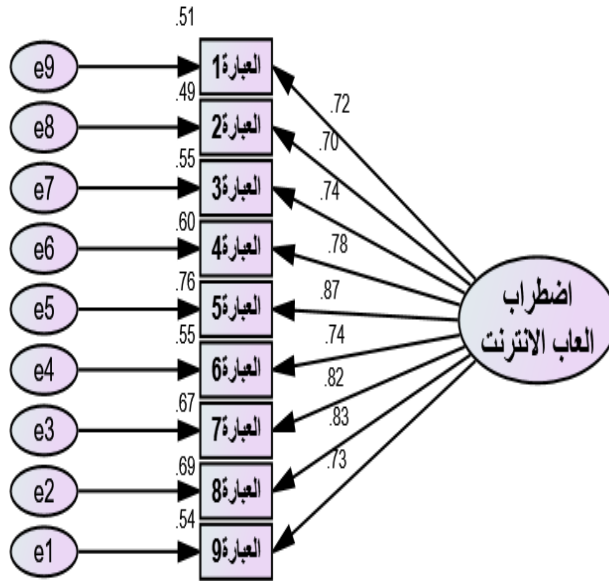 .51
e9
العبارة1
.72
.49
e8
العبارة2
.70
.55
e7
العبارة3
.74
.60
e6
العبارة4
.78
.76
e5
العبارة5
.87
اضطراب
العاب الانترنت
.55
e4
العبارة6
.74
.67
e3
العبارة7
.82
.69
e2
العبارة8
.83
.54
e1
العبارة9
.73